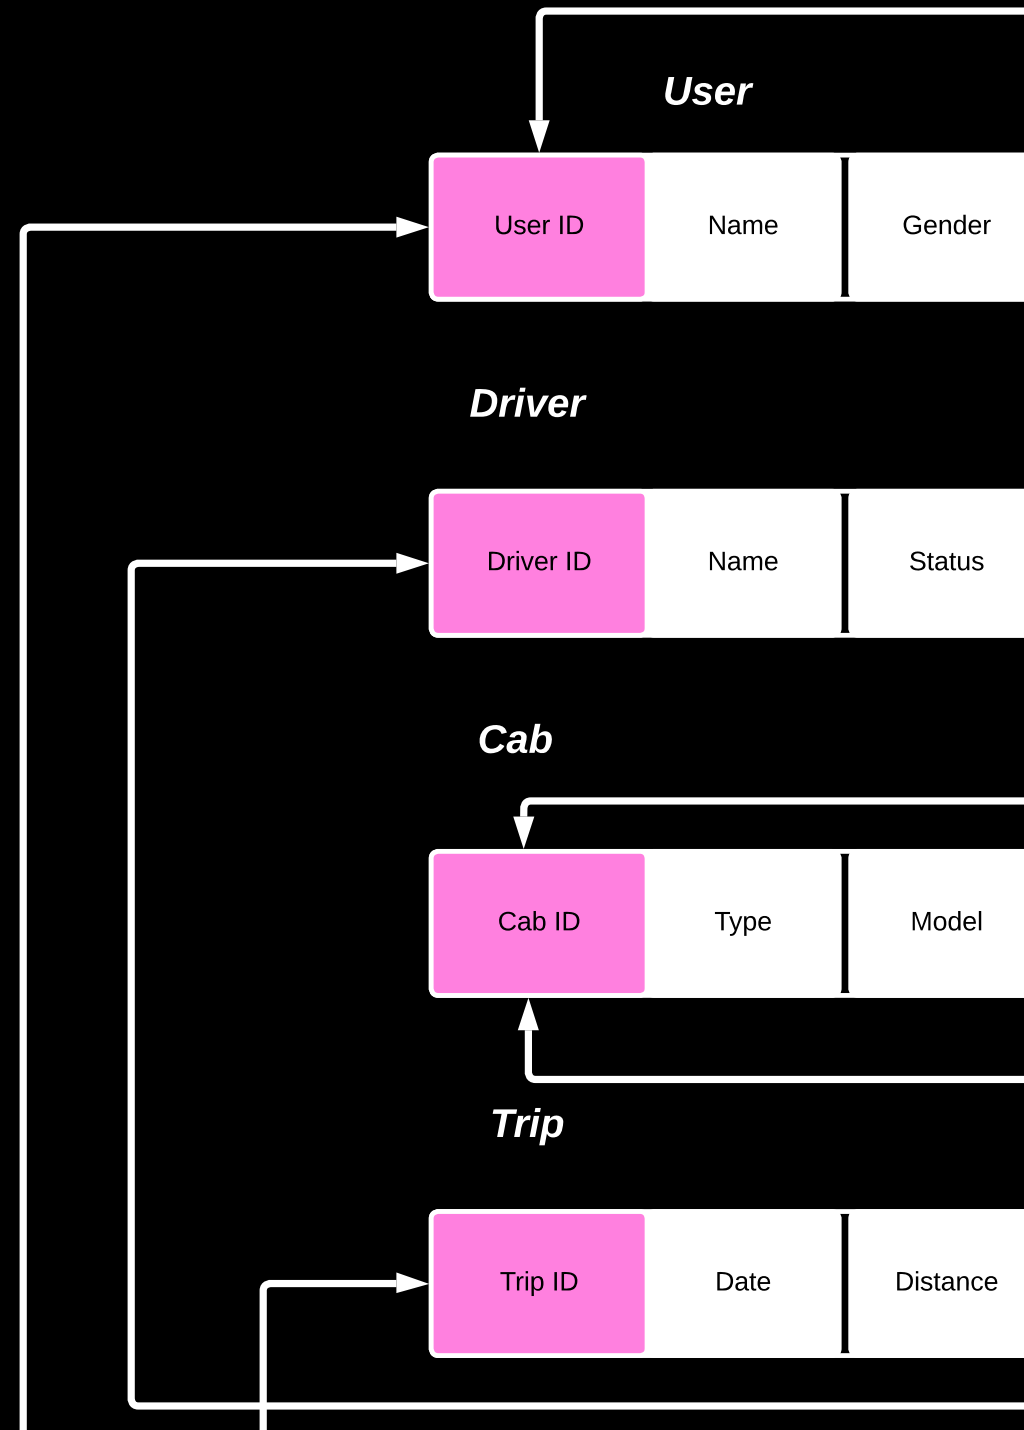 User
User ID Name Gender
Driver
Driver ID Name Status
Cab
Cab ID Type Model
Trip
Trip ID Date Distance